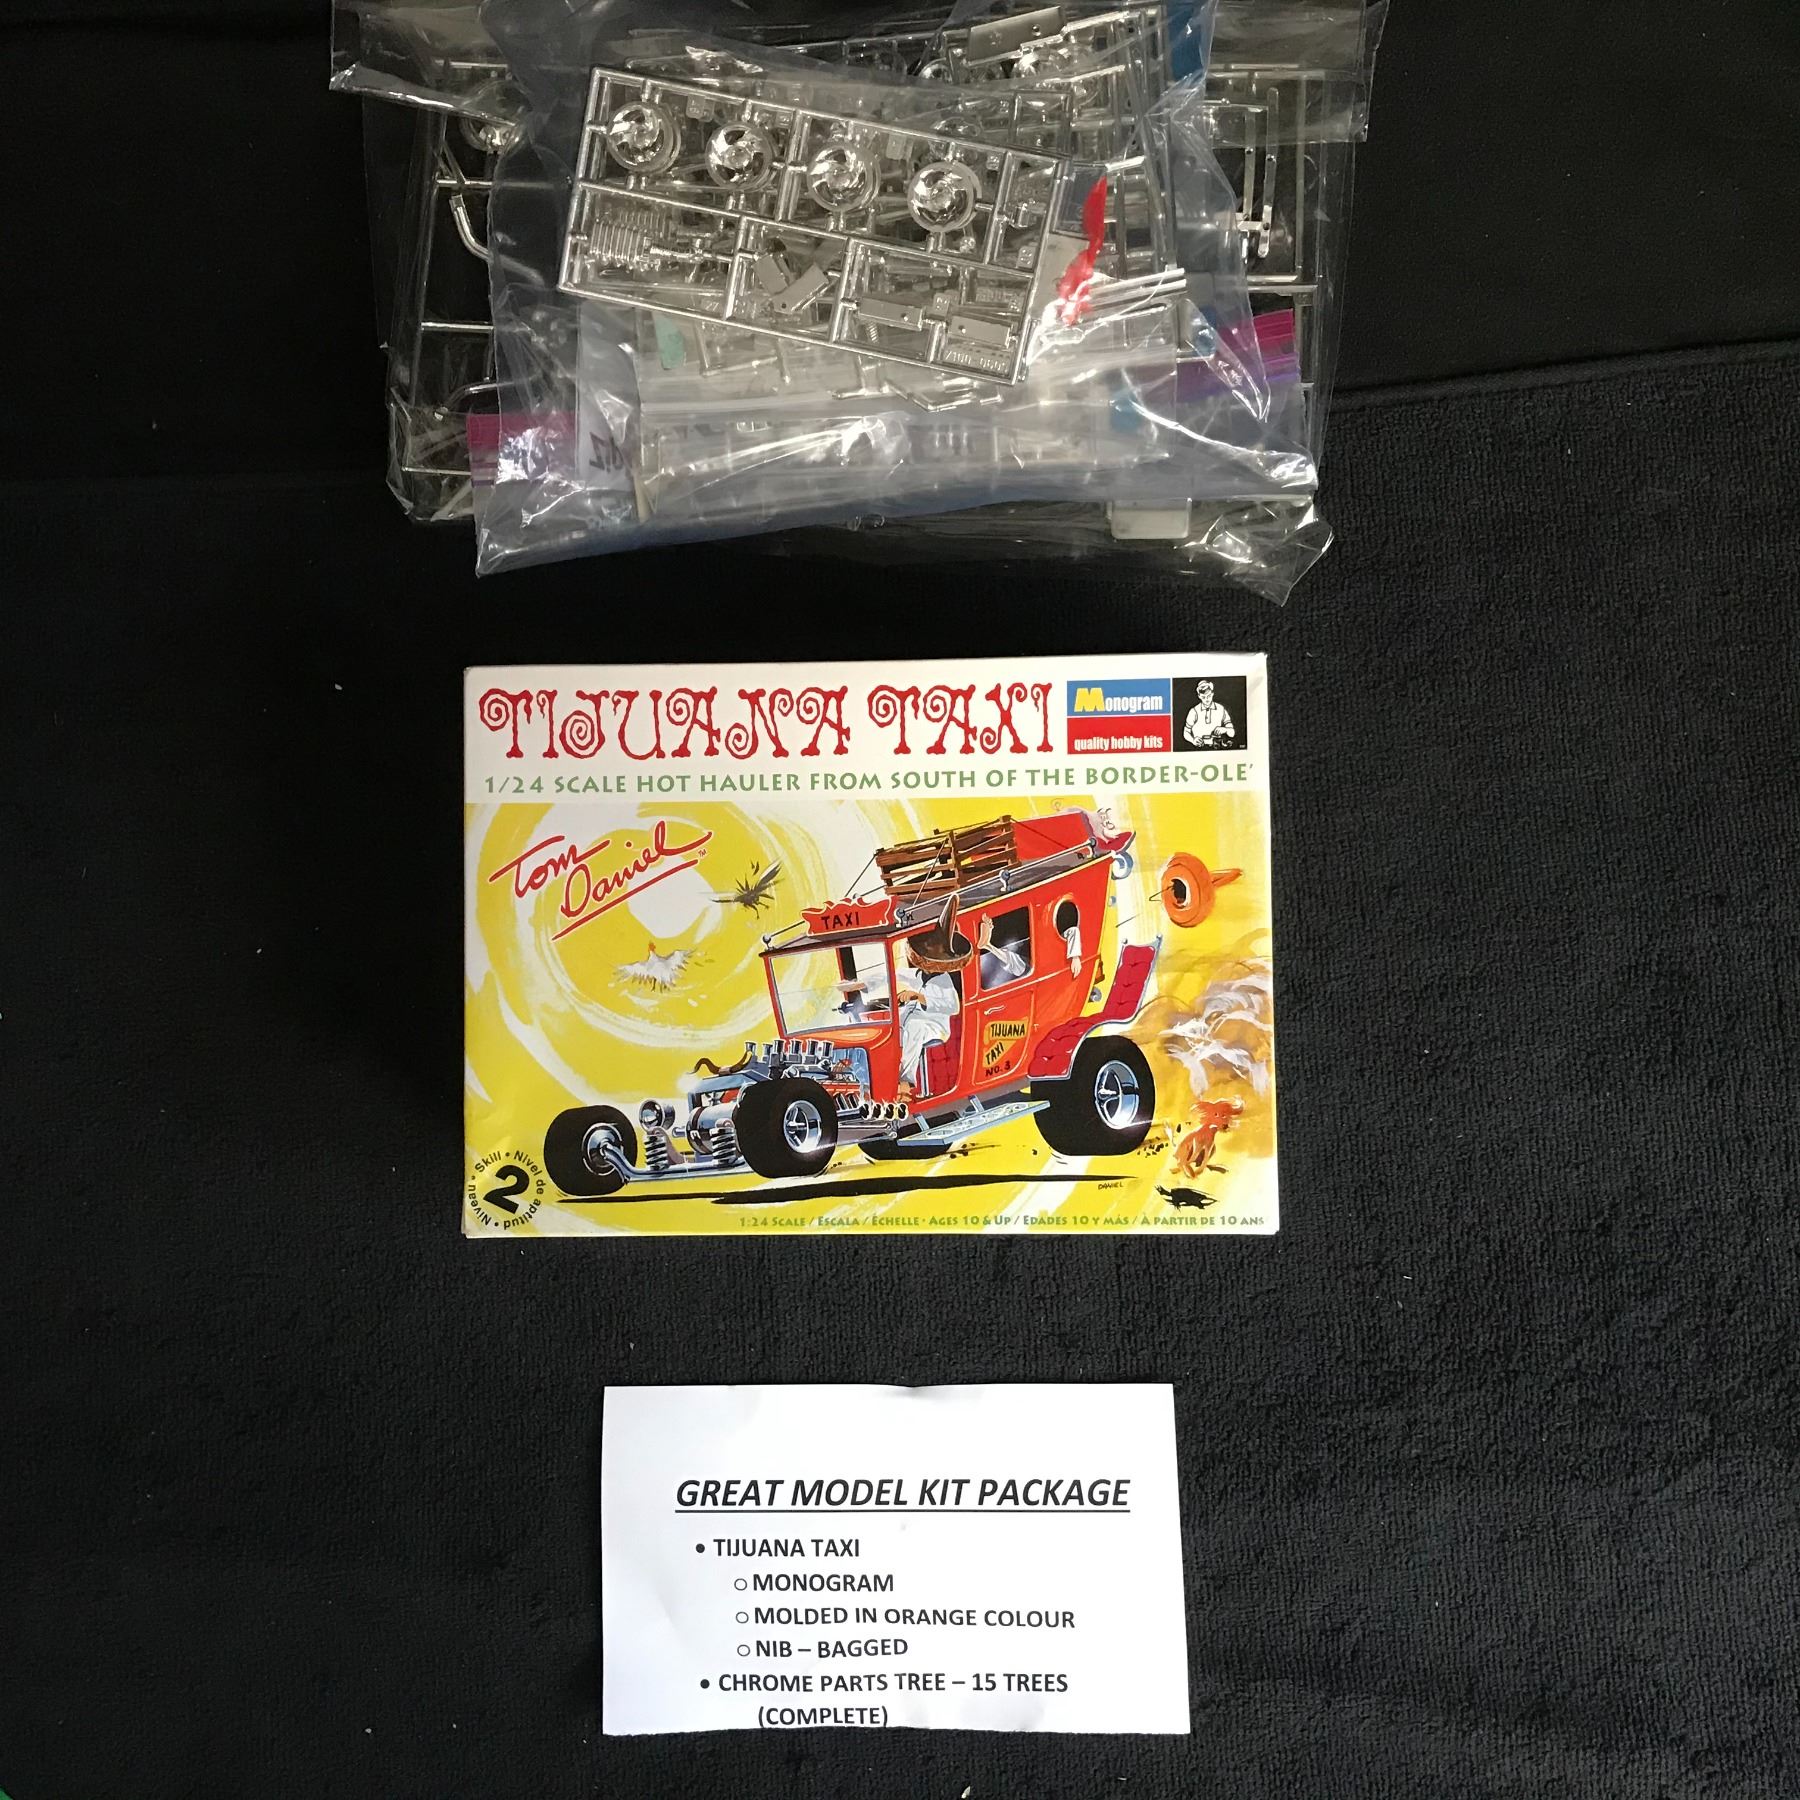 7100-0603
TIJUANA TAXI
Monogram
quality hobby kits
1/24 SCALE HOT HAULER FROM SOUTH OF THE BORDER-OLE'
Tom Daniel™
TAXI
TIJUANA
TAXI
NO. 3
DANIEL
Skill • Nivel de aptitud • Niveau •
2
1:24 SCALE / ESCALA / ÉCHELLE · AGES 10 & UP / EDADES 10 Y MÁS / À PARTIR DE 10 ANS
GREAT MODEL KIT PACKAGE
• TIJUANA TAXI
○ MONOGRAM
○ MOLDED IN ORANGE COLOUR
○ NIB – BAGGED
• CHROME PARTS TREE – 15 TREES
(COMPLETE)